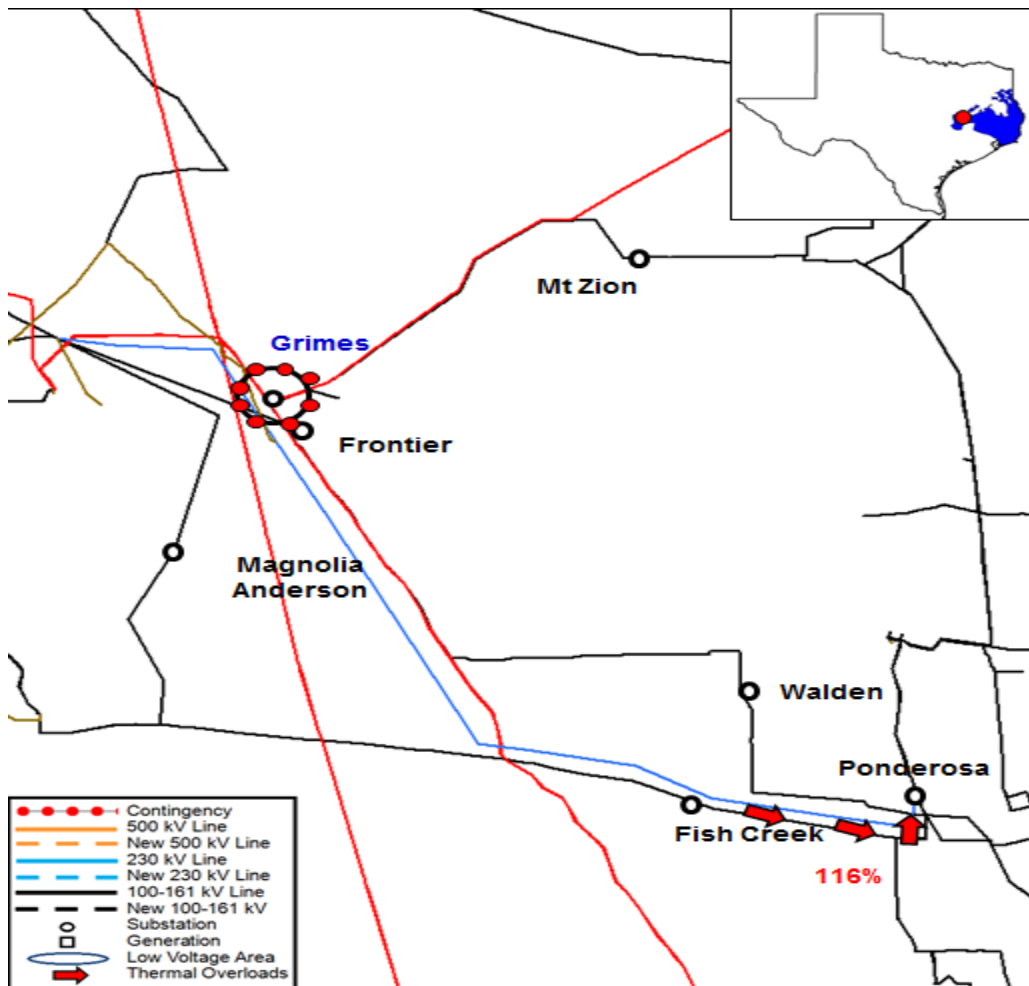 Mt Zion
Grimes
Frontier
Magnolia
Anderson
Walden
Ponderosa
Fish Creek
116%
Contingency
500 kV Line
New 500 kV Line
230 kV Line
New 230 kV Line
100-161 kV Line
New 100-161 kV
Substation
Generation
Low Voltage Area
Thermal Overloads